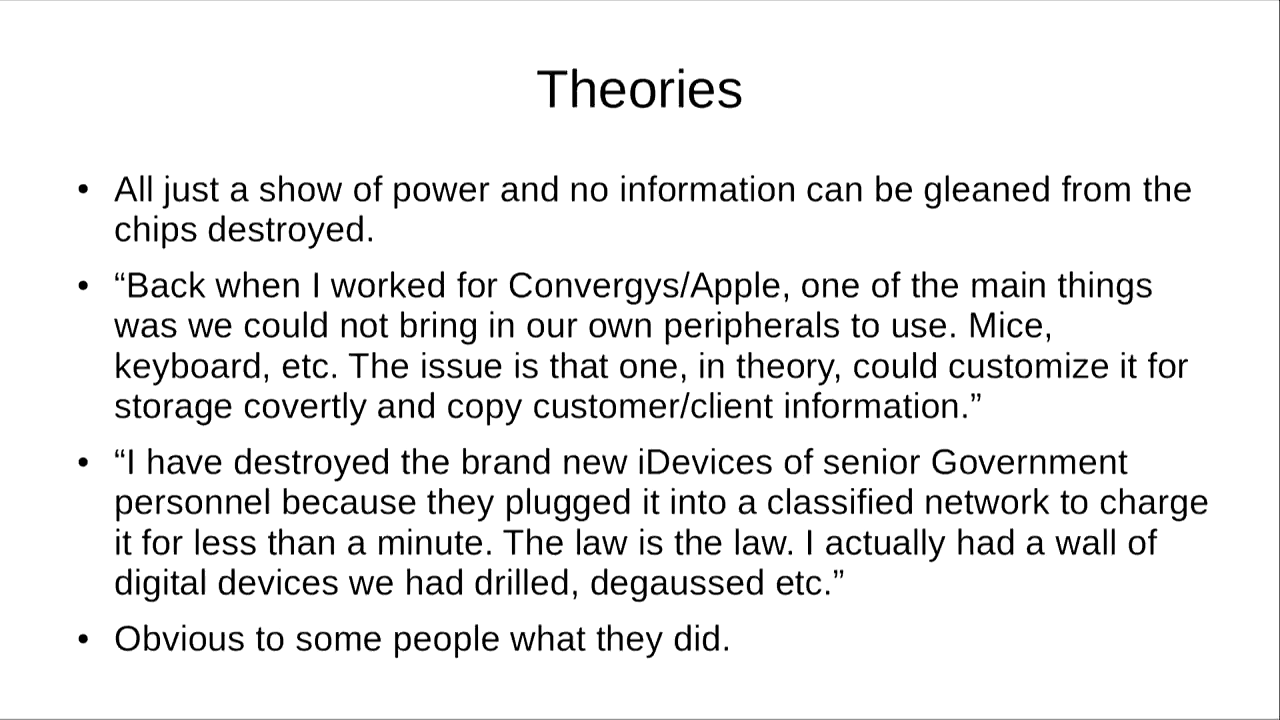 Theories
• All just a show of power and no information can be gleaned from the
chips destroyed.
• “Back when I worked for Convergys/Apple, one of the main things
was we could not bring in our own peripherals to use. Mice,
keyboard, etc. The issue is that one, in theory, could customize it for
storage covertly and copy customer/client information.”
• “I have destroyed the brand new iDevices of senior Government
personnel because they plugged it into a classified network to charge
it for less than a minute. The law is the law. I actually had a wall of
digital devices we had drilled, degaussed etc.”
• Obvious to some people what they did.